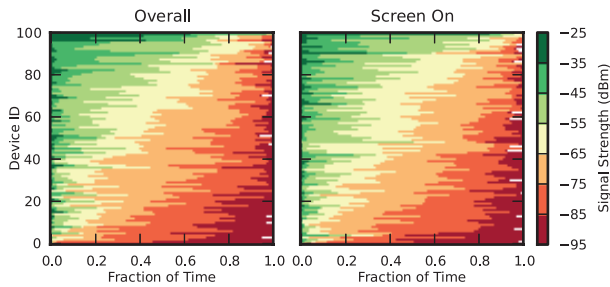 Overall
Screen On
100
80
60
40
20
0
Device ID
0.0 0.2 0.4 0.6 0.8 1.0
Fraction of Time
0.0 0.2 0.4 0.6 0.8 1.0
Fraction of Time
−25
−35
−45
−55
−65
−75
−85
−95
Signal Strength (dBm)